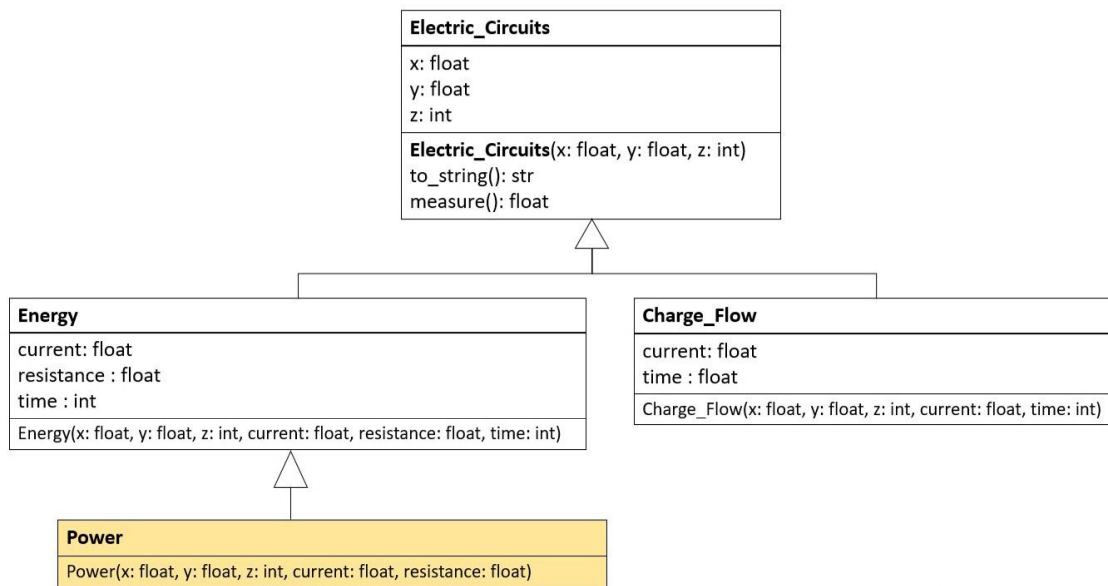 Electric_Circuits
x: float
y: float
z: int
Electric_Circuits(x: float, y: float, z: int)
to_string(): str
measure(): float
Energy
current: float
resistance : float
time : int
Energy(x: float, y: float, z: int, current: float, resistance: float, time: int)
Charge_Flow
current: float
time : float
Charge_Flow(x: float, y: float, z: int, current: float, time: int)
Power
Power(x: float, y: float, z: int, current: float, resistance: float)